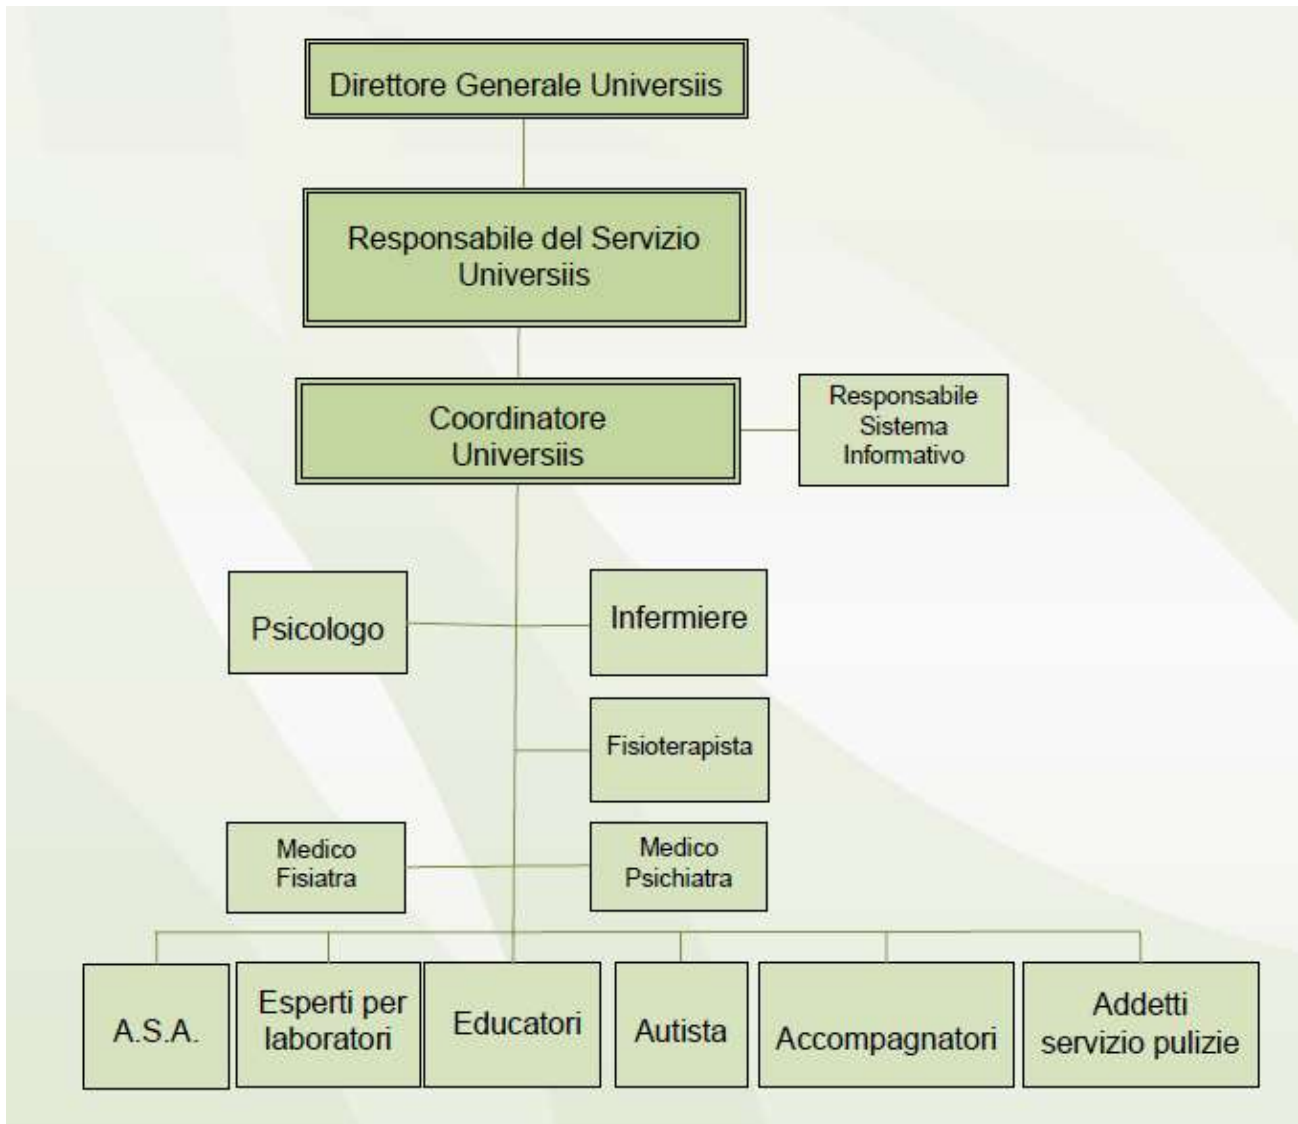 Direttore Generale Universiis
Responsabile del Servizio
Universiis
Coordinatore
Universiis
Responsabile
Sistema
Informativo
Psicologo
Infermiere
Fisioterapista
Medico
Fisiatra
Medico
Psichiatra
A.S.A.
Esperti per
laboratori
Educatori
Autista
Accompagnatori
Addetti
servizio pulizie